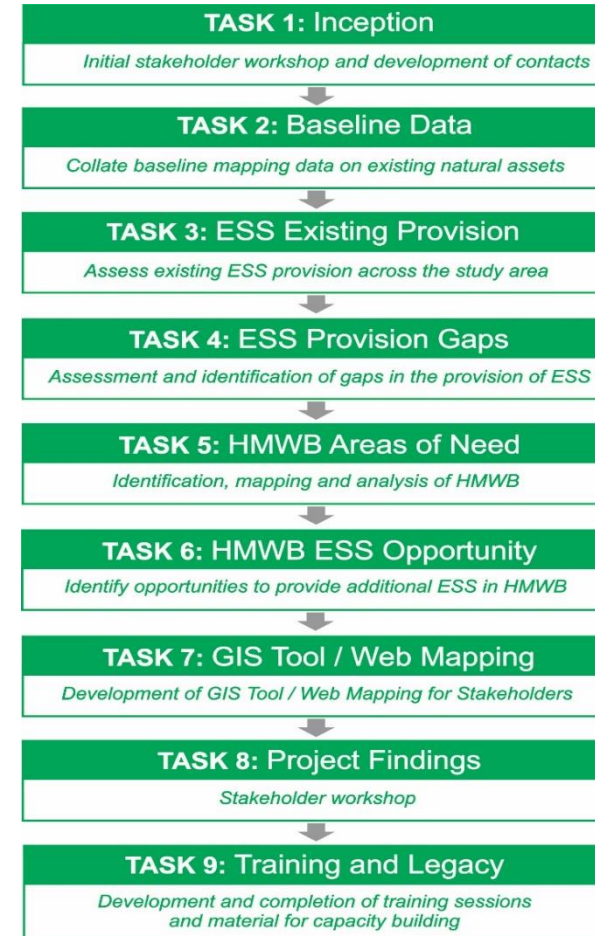 TASK 1: Inception
Initial stakeholder workshop and development of contacts
TASK 2: Baseline Data
Collate baseline mapping data on existing natural assets
TASK 3: ESS Existing Provision
Assess existing ESS provision across the study area
TASK 4: ESS Provision Gaps
Assessment and identification of gaps in the provision of ESS
TASK 5: HMWB Areas of Need
Identification, mapping and analysis of HMWB
TASK 6: HMWB ESS Opportunity
Identify opportunities to provide additional ESS in HMWB
TASK 7: GIS Tool / Web Mapping
Development of GIS Tool / Web Mapping for Stakeholders
TASK 8: Project Findings
Stakeholder workshop
TASK 9: Training and Legacy
Development and completion of training sessions
and material for capacity building